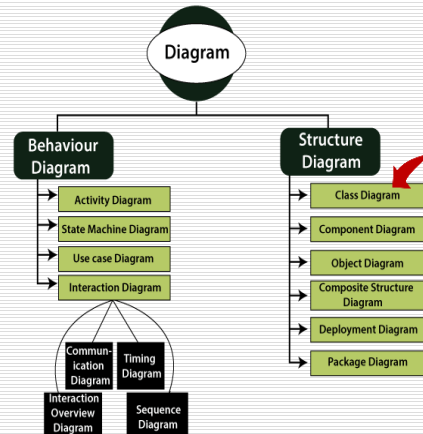 Diagram
Behaviour
Diagram
Activity Diagram
State Machine Diagram
Use case Diagram
Interaction Diagram
Commun-
ication
Diagram
Timing
Diagram
Interaction
Overview
Diagram
Sequence
Diagram
Structure
Diagram
Class Diagram
Component Diagram
Object Diagram
Composite Structure
Diagram
Deployment Diagram
Package Diagram